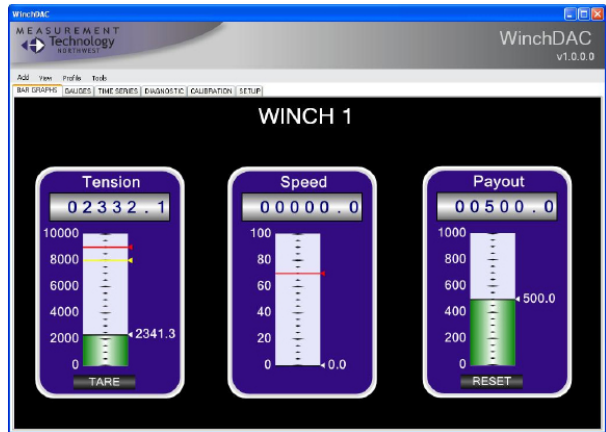 WinchDAC
MEASUREMENT
Technology
NORTHWEST
WinchDAC
v1.0.0.0
Add View Profile Tools
BAR GRAPHS GAUGES TIME SERIES DIAGNOSTIC CALIBRATION SETUP
WINCH 1
Tension
02332.1
10000
8000
6000
4000
2000
0
2341.3
TARE
Speed
00000.0
100
80
60
40
20
0
0.0
Payout
00500.0
1000
800
600
400
200
0
500.0
RESET